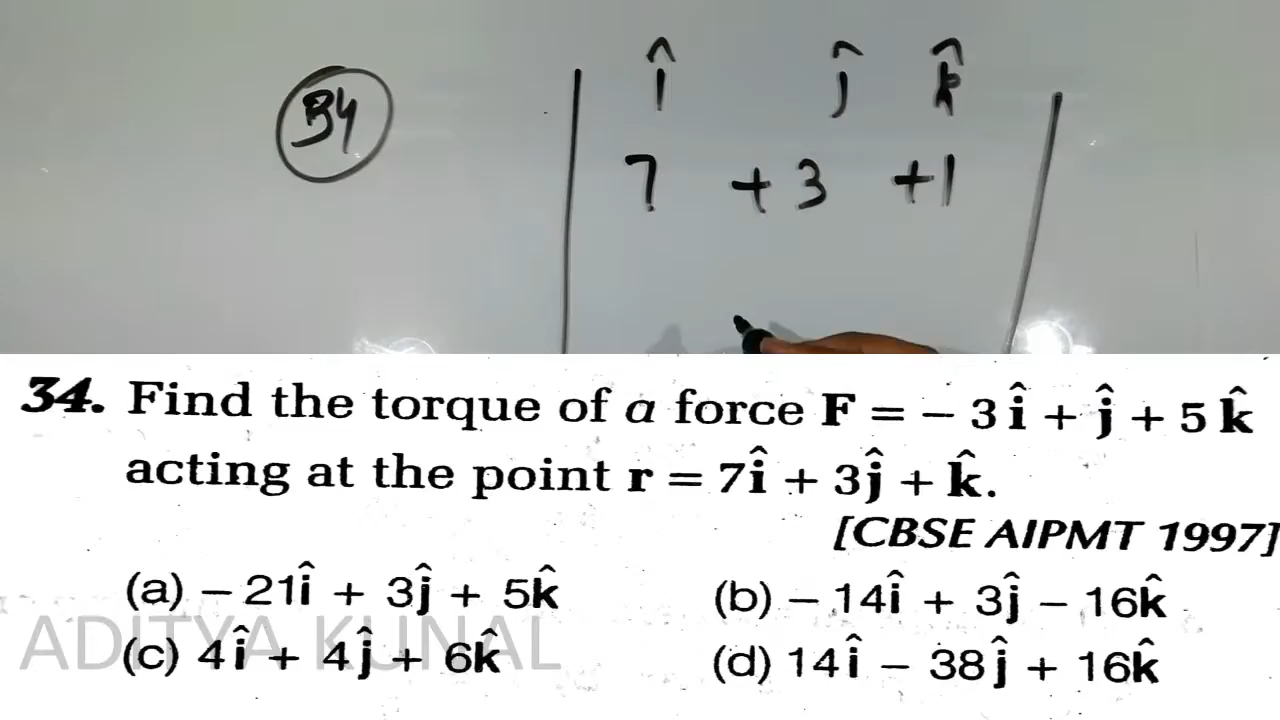 34
î ĵ k̂
7 +3 +1
34. Find the torque of a force F = – 3 î + ĵ + 5 k̂
acting at the point r = 7î + 3ĵ + k̂.
[CBSE AIPMT 1997]
(a) – 21î + 3ĵ + 5k̂ (b) – 14î + 3ĵ – 16k̂
ADITYA KUNAL
(c) 4î + 4ĵ + 6k̂ (d) 14î – 38ĵ + 16k̂